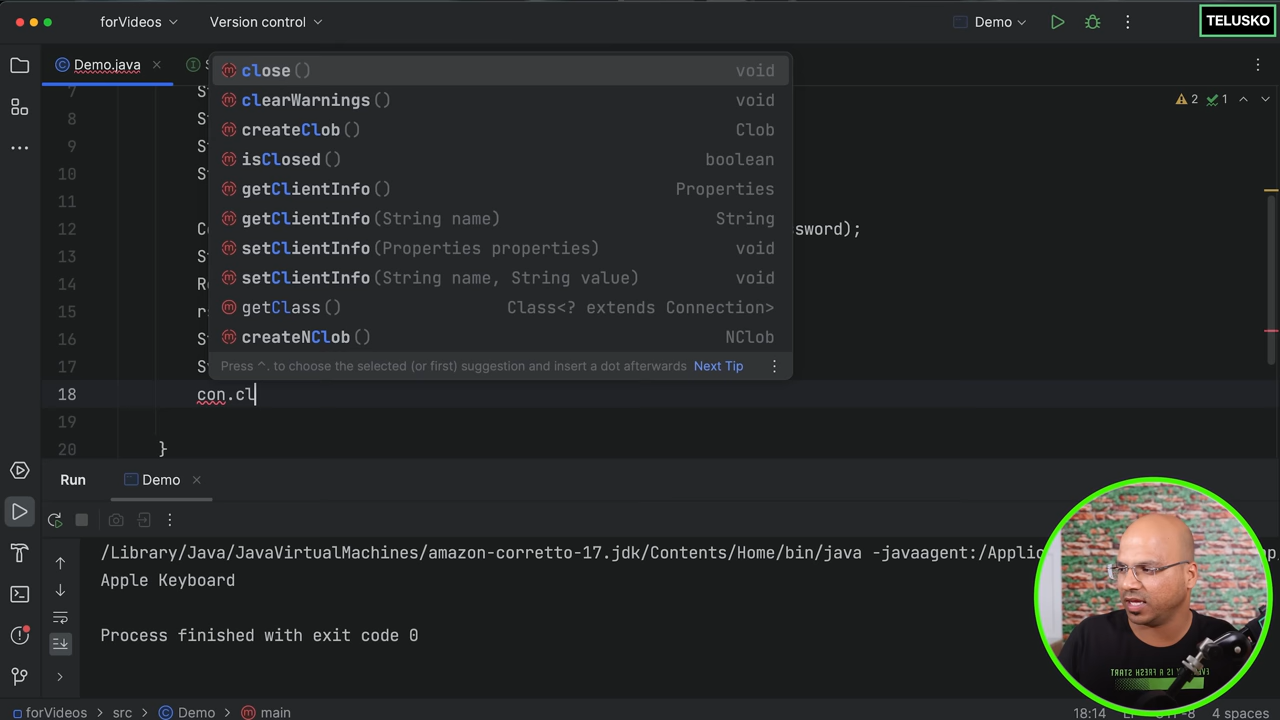 forVideos
Version control
Demo
TELUSKO
Demo.java
S
close() void
clearWarnings() void
createClob() Clob
isClosed() boolean
getClientInfo() Properties
getClientInfo(String name) String
setClientInfo(Properties properties) void
setClientInfo(String name, String value) void
getClass() Class<? extends Connection>
createNClob() NClob
Press ^. to choose the selected (or first) suggestion and insert a dot afterwards Next Tip
2 1
7 S
8 S
9 S
10 S
11
12 Co sword);
13 S
14 Re
15 r
16 S
17 S
18 con.cl
19
20 }
Run
Demo
/Library/Java/JavaVirtualMachines/amazon-corretto-17.jdk/Contents/Home/bin/java -javaagent:/Applic
Apple Keyboard
Process finished with exit code 0
forVideos > src > Demo > main
18:14 LF UTF-8 4 spaces